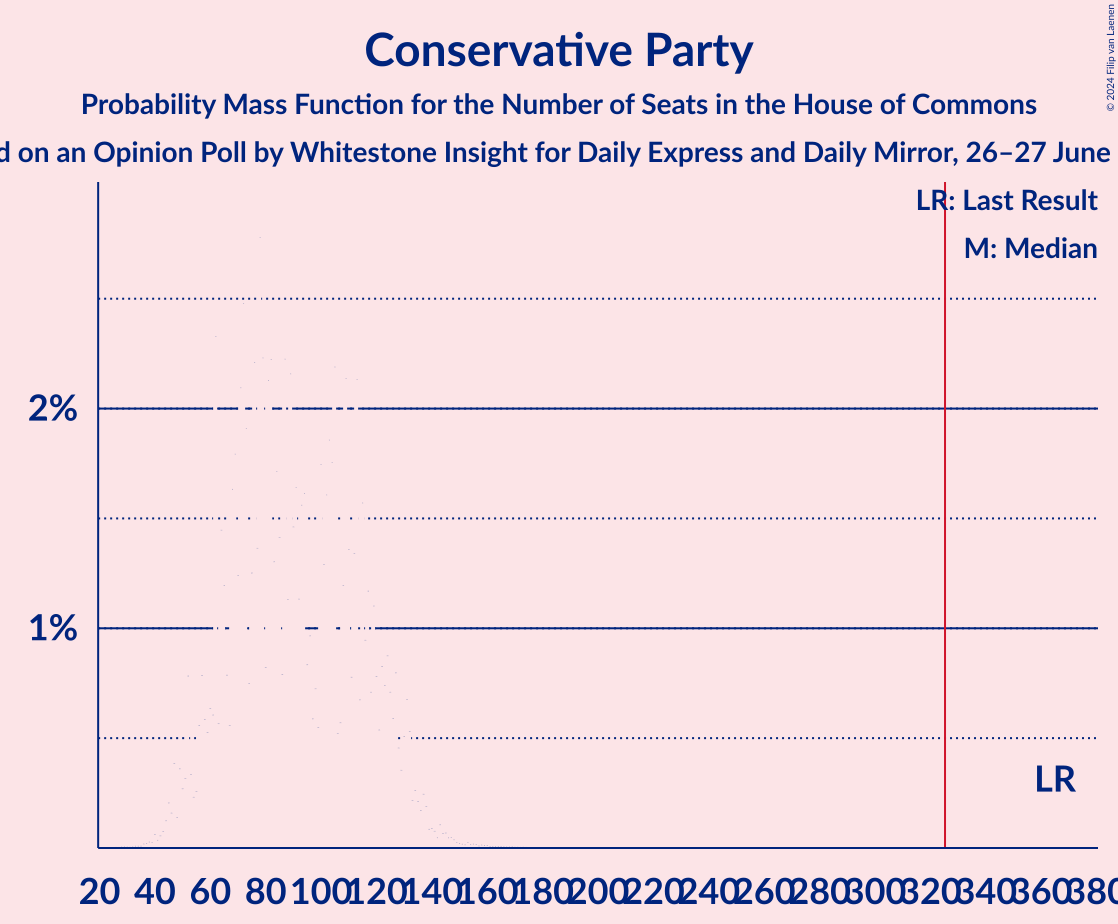 Conservative Party
Probability Mass Function for the Number of Seats in the House of Commons
on an Opinion Poll by Whitestone Insight for Daily Express and Daily Mirror, 26–27 June
© 2024 Filip van Laenen
LR: Last Result
M: Median
2%
1%
LR
20 40 60 80 100 120 140 160 180 200 220 240 260 280 300 320 340 360 380